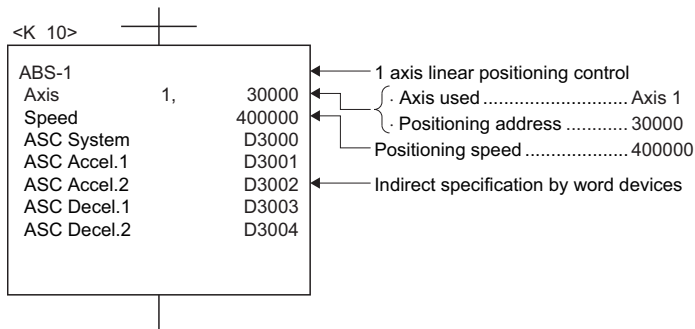 <K 10>
ABS-1
Axis 1, 30000
Speed 400000
ASC System D3000
ASC Accel.1 D3001
ASC Accel.2 D3002
ASC Decel.1 D3003
ASC Decel.2 D3004
1 axis linear positioning control
· Axis used ........................... Axis 1
· Positioning address ........... 30000
Positioning speed ..................... 400000
Indirect specification by word devices